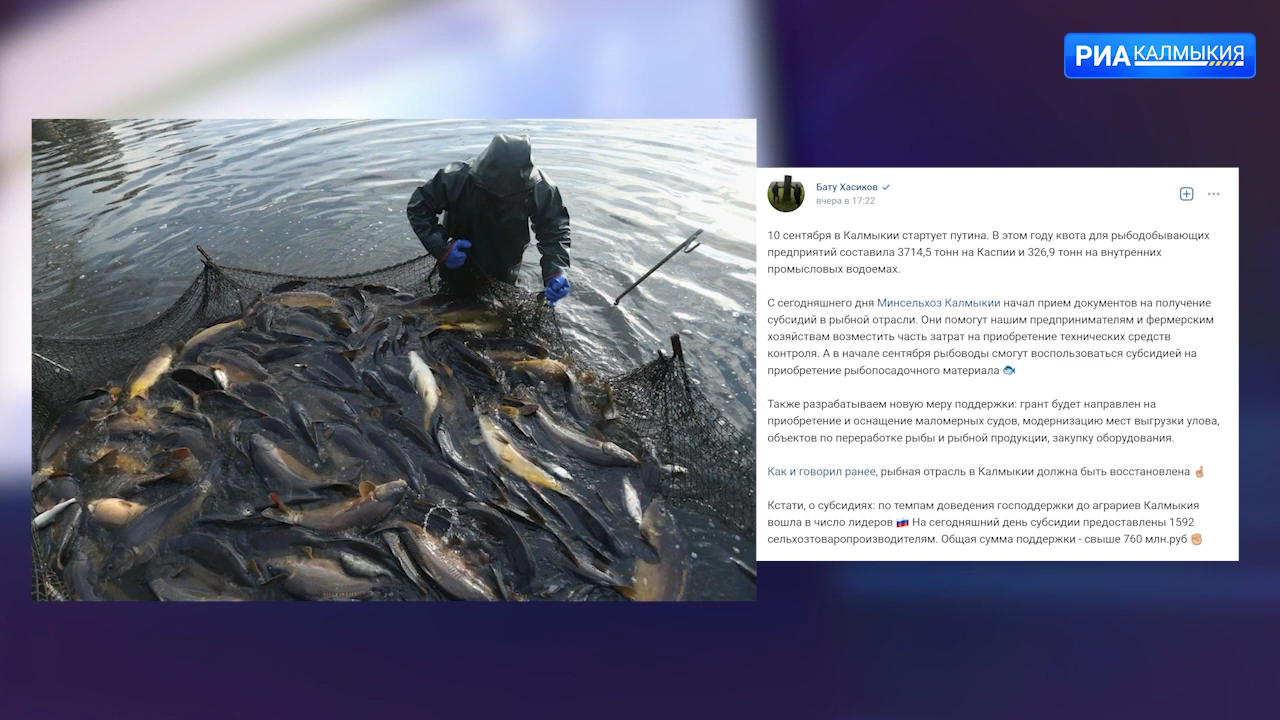 РИА КАЛМЫКИЯ
Бату Хасиков
вчера в 17:22
10 сентября в Калмыкии стартует путина. В этом году квота для рыбодобывающих
предприятий составила 3714,5 тонн на Каспии и 326,9 тонн на внутренних
промысловых водоемах.
С сегодняшнего дня Минсельхоз Калмыкии начал прием документов на получение
субсидий в рыбной отрасли. Они помогут нашим предпринимателям и фермерским
хозяйствам возместить часть затрат на приобретение технических средств
контроля. А в начале сентября рыбоводы смогут воспользоваться субсидией на
приобретение рыбопосадочного материала 🐟
Также разрабатываем новую меру поддержки: грант будет направлен на
приобретение и оснащение маломерных судов, модернизацию мест выгрузки улова,
объектов по переработке рыбы и рыбной продукции, закупку оборудования.
Как и говорил ранее, рыбная отрасль в Калмыкии должна быть восстановлена ☝🏼
Кстати, о субсидиях: по темпам доведения господдержки до аграриев Калмыкия
вошла в число лидеров 🇷🇺 На сегодняшний день субсидии предоставлены 1592
сельхозтоваропроизводителям. Общая сумма поддержки - свыше 760 млн.руб ✊🏼